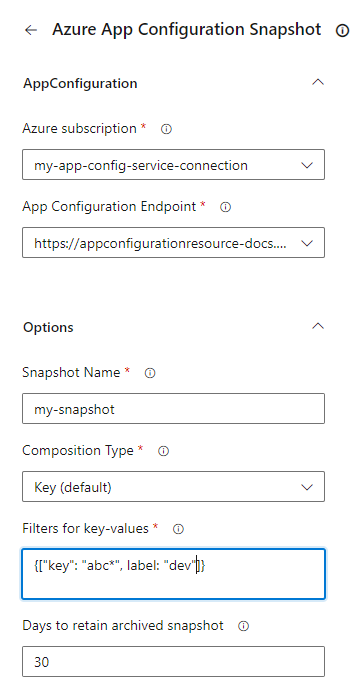 ← Azure App Configuration Snapshot
AppConfiguration
Azure subscription *
my-app-config-service-connection
App Configuration Endpoint *
https://appconfigurationresource-docs....
Options
Snapshot Name *
my-snapshot
Composition Type *
Key (default)
Filters for key-values *
{["key": "abc*", label: "dev"]}
Days to retain archived snapshot
30